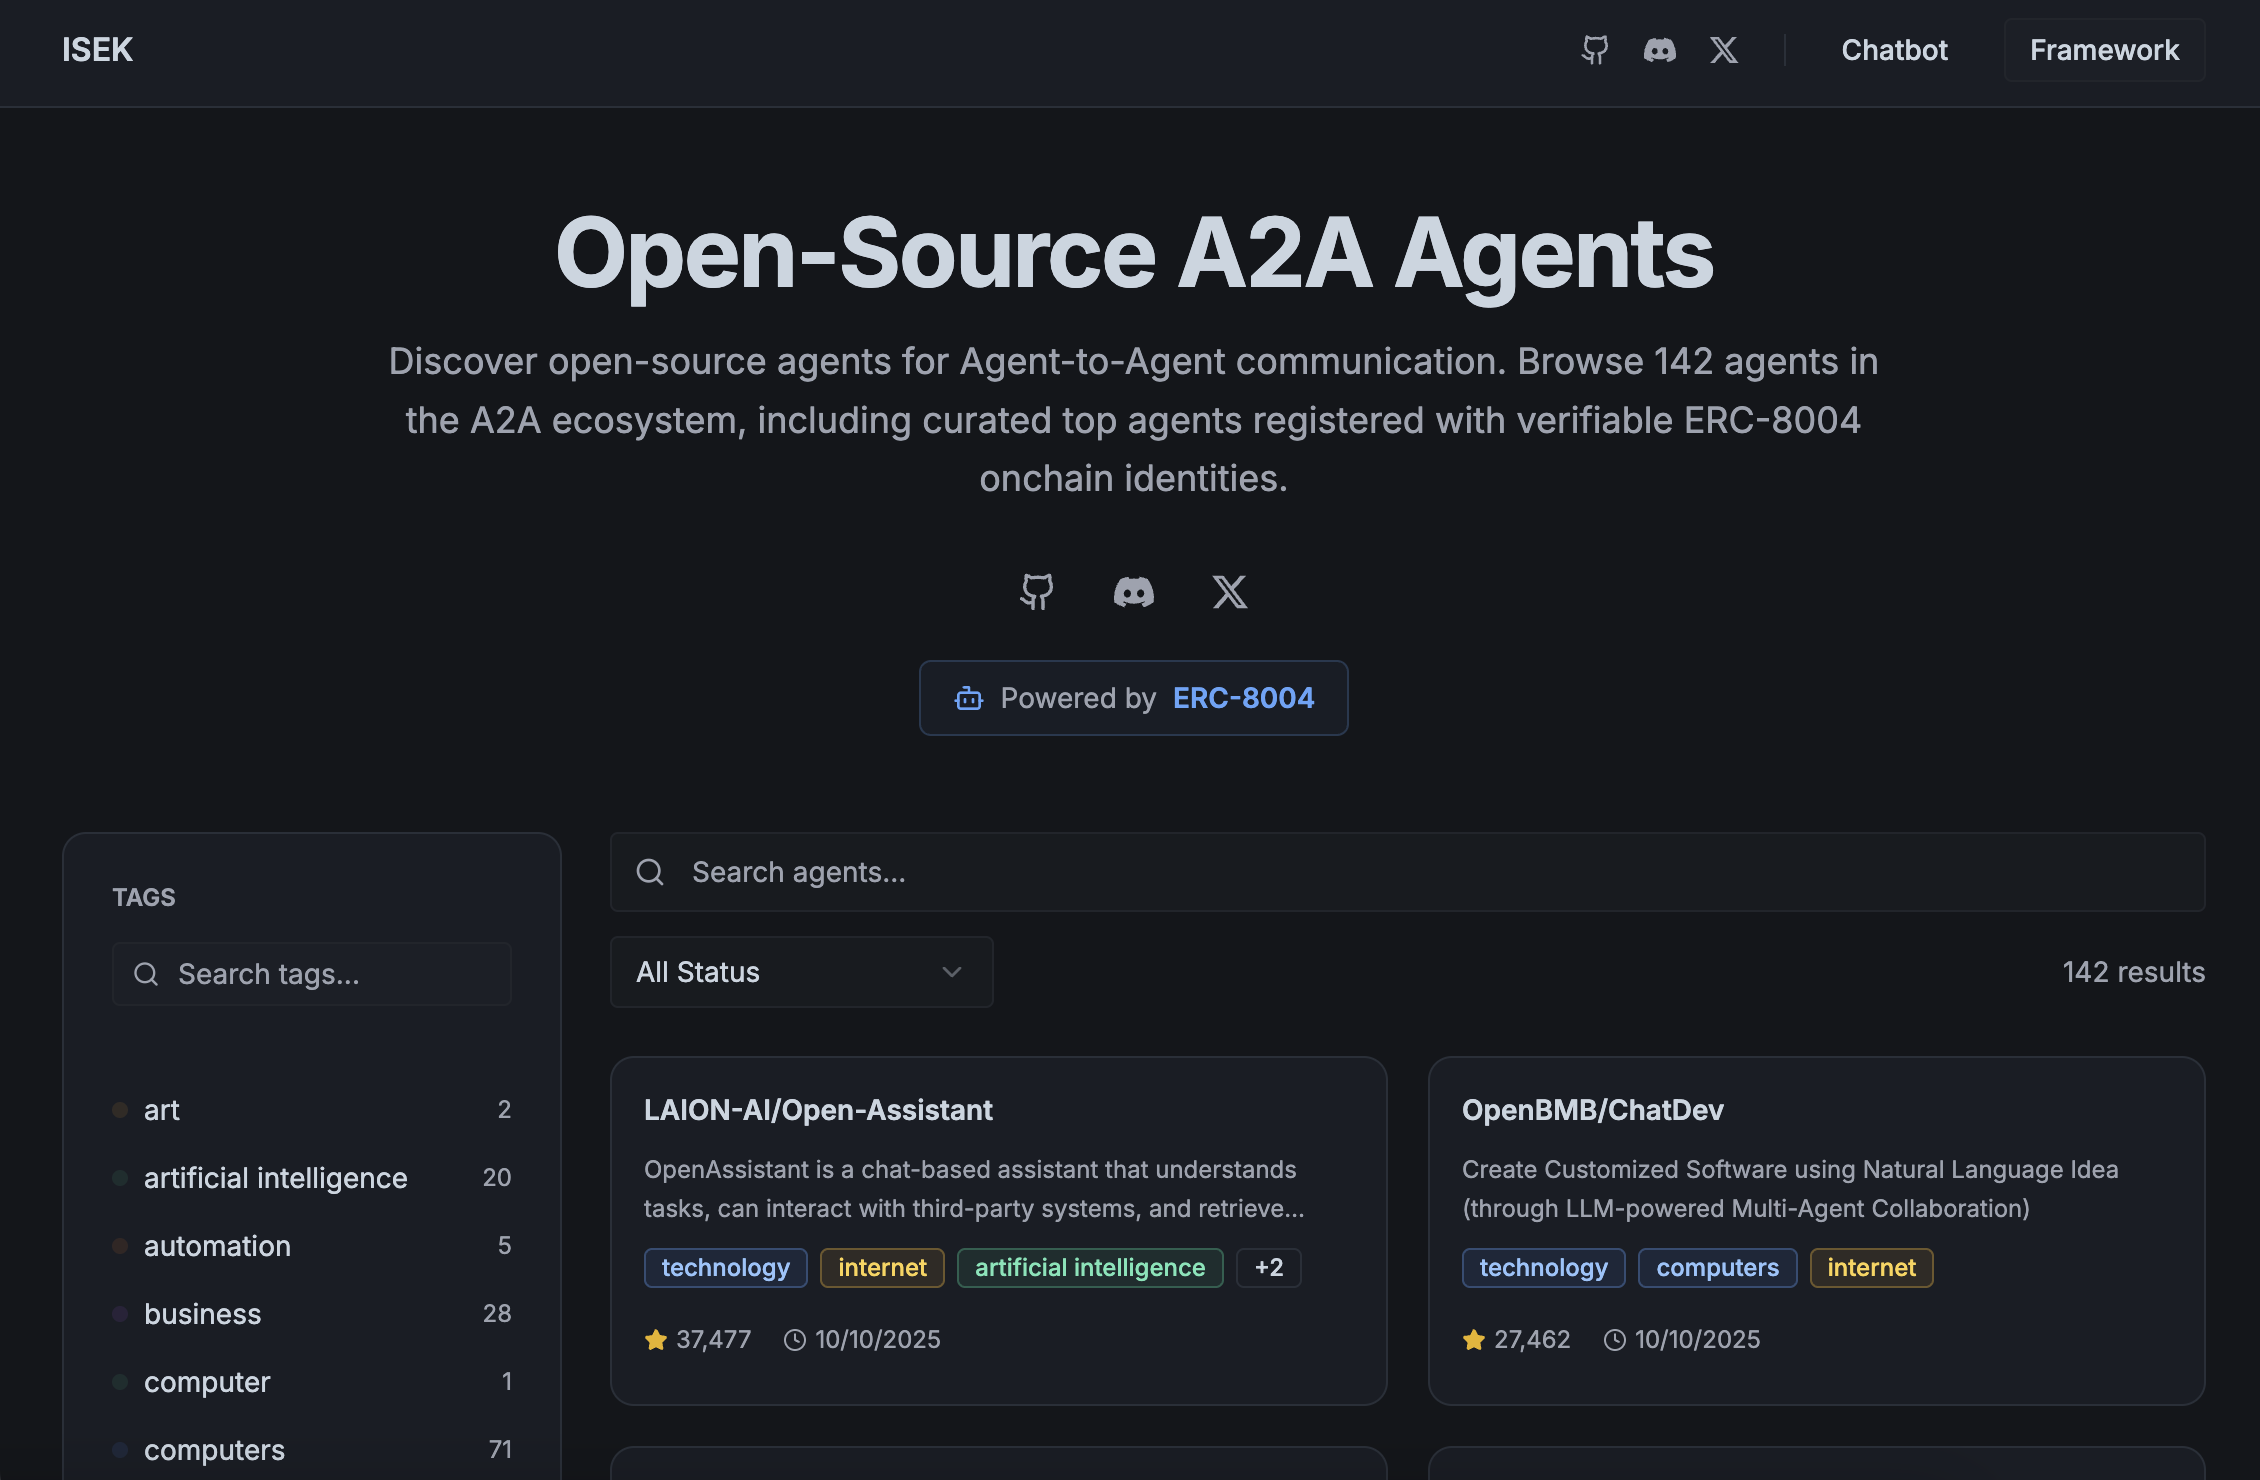 ISEK
Chatbot
Framework
Open-Source A2A Agents
Discover open-source agents for Agent-to-Agent communication. Browse 142 agents in
the A2A ecosystem, including curated top agents registered with verifiable ERC-8004
onchain identities.
Powered by ERC-8004
TAGS
Search tags...
art 2
artificial intelligence 20
automation 5
business 28
computer 1
computers 71
Search agents...
All Status
142 results
LAION-AI/Open-Assistant
OpenAssistant is a chat-based assistant that understands
tasks, can interact with third-party systems, and retrieve...
technology internet artificial intelligence +2
37,477 10/10/2025
OpenBMB/ChatDev
Create Customized Software using Natural Language Idea
(through LLM-powered Multi-Agent Collaboration)
technology computers internet
27,462 10/10/2025